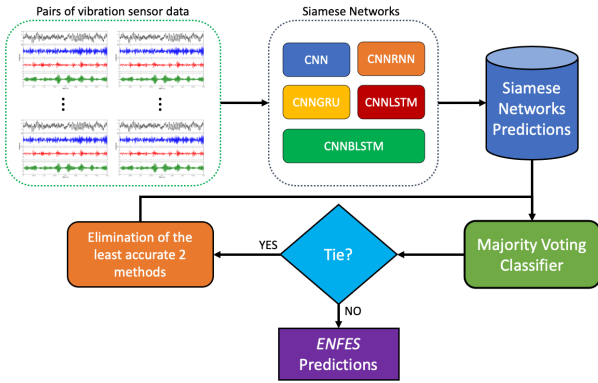 Pairs of vibration sensor data
Siamese Networks
CNN
CNNRNN
CNNGRU
CNNLSTM
CNNBLSTM
Siamese
Networks
Predictions
Elimination of the
least accurate 2
methods
YES
Tie?
Majority Voting
Classifier
NO
ENFES
Predictions